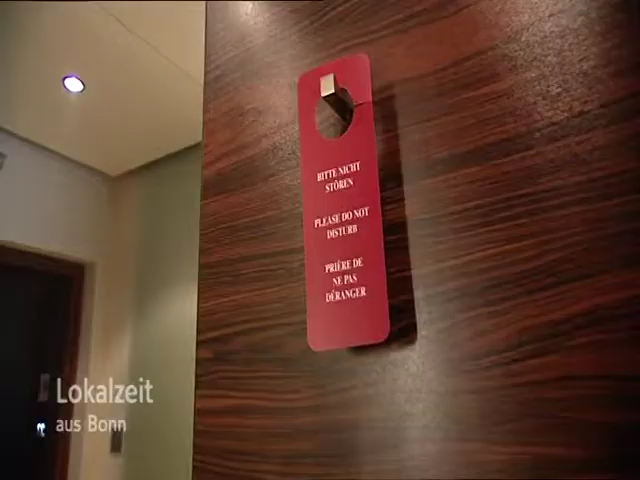 BITTE NICHT
STÖREN
PLEASE DO NOT
DISTURB
PRIÈRE DE
NE PAS
DÉRANGER
Lokalzeit
aus Bonn